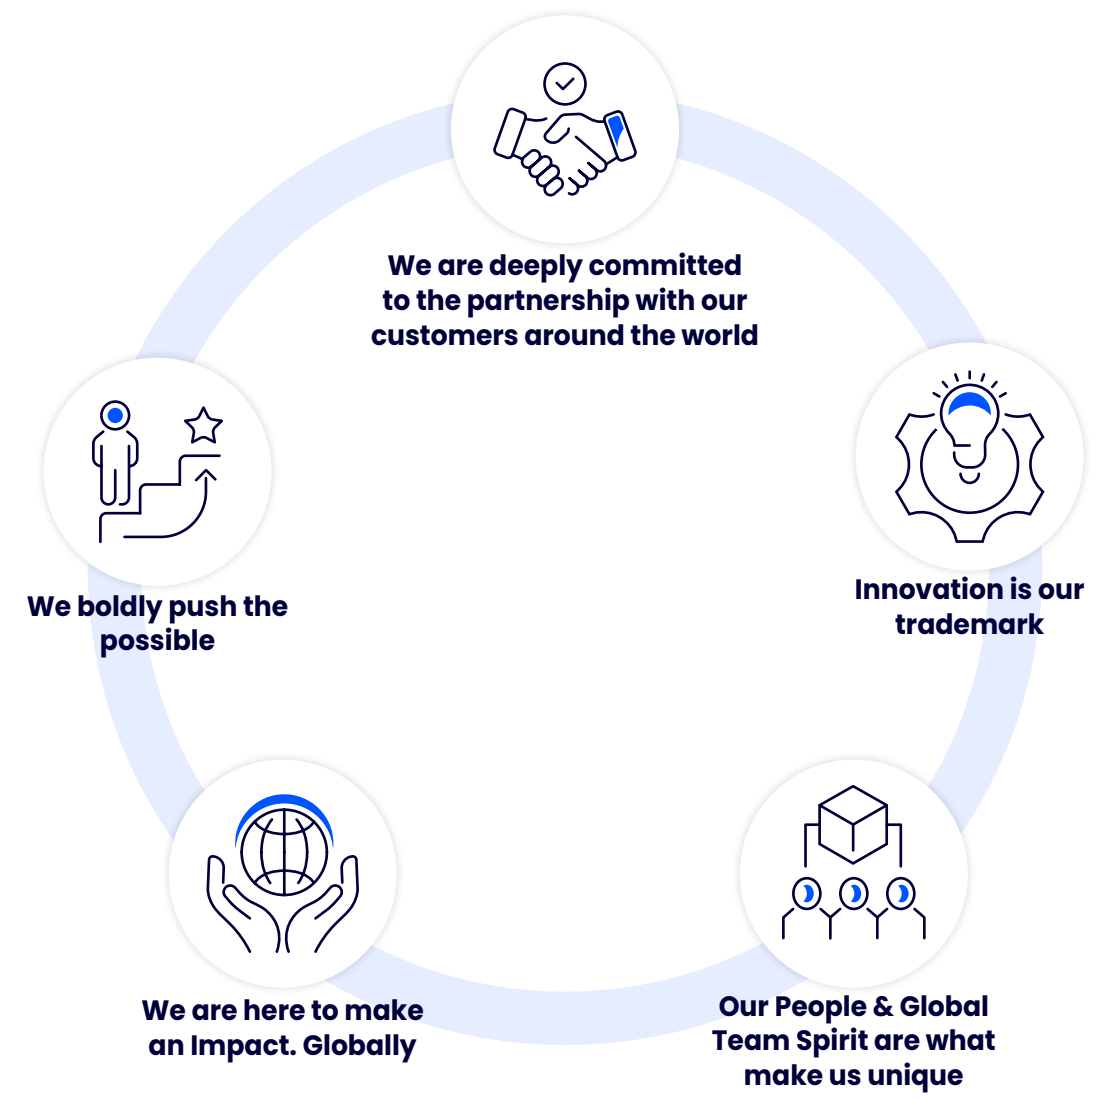 We are deeply committed
to the partnership with our
customers around the world
Innovation is our
trademark
We boldly push the
possible
Our People & Global
Team Spirit are what
make us unique
We are here to make
an Impact. Globally